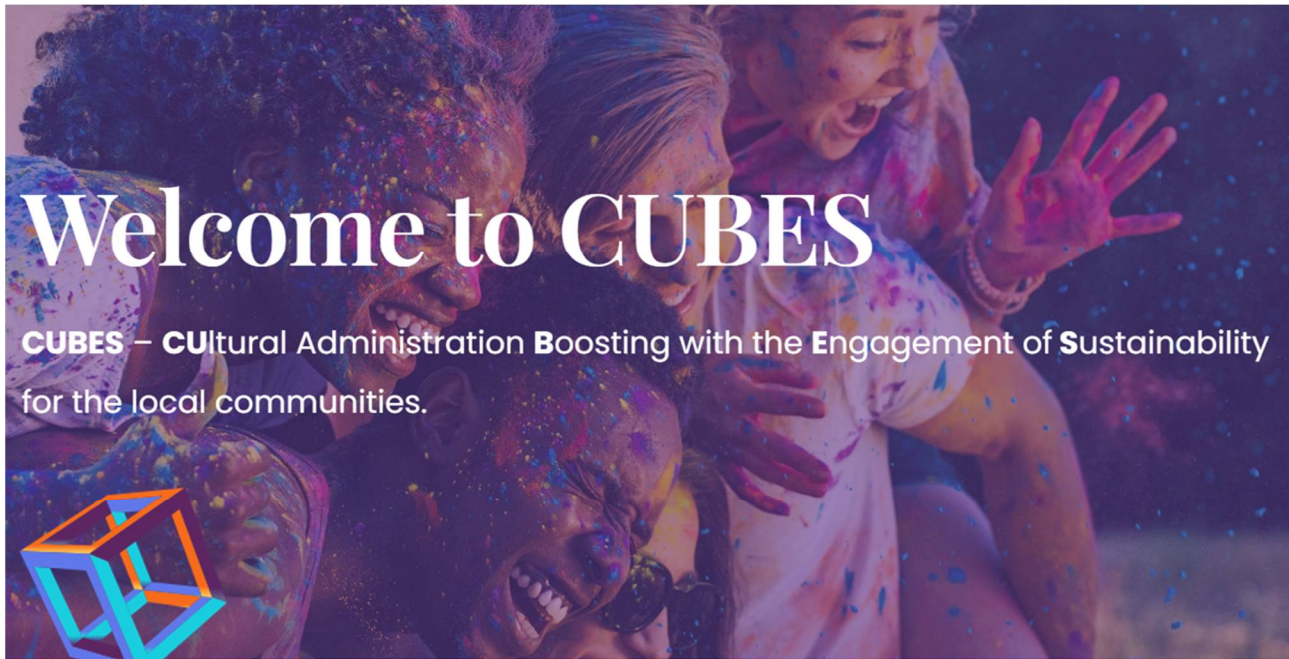 Welcome to CUBES
CUBES – CUltural Administration Boosting with the Engagement of Sustainability
for the local communities.